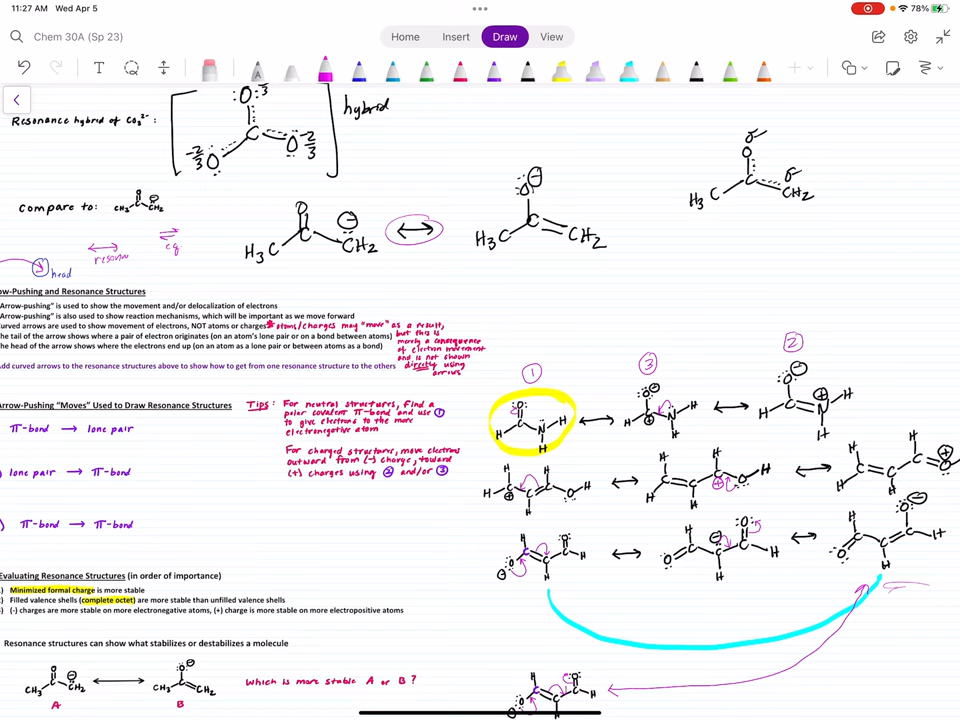 11:27 AM Wed Apr 5
78%
Chem 30A (Sp 23)
Home Insert Draw View
Resonance hybrid of CO₃²⁻:
hybrid
Compare to:
resonance
eq
head
ow-Pushing and Resonance Structures
Arrow-pushing" is used to show the movement and/or delocalization of electrons
Arrow-pushing" is also used to show reaction mechanisms, which will be important as we move forward
Curved arrows are used to show movement of electrons, NOT atoms or charges * atoms/charges may "move" as a result,
but this is
merely a consequence
of electron movement
and is not shown
directly using
arrows
The tail of the arrow shows where a pair of electron originates (on an atom's lone pair or on a bond between atoms)
The head of the arrow shows where the electrons end up (on an atom as a lone pair or between atoms as a bond)
Add curved arrows to the resonance structures above to show how to get from one resonance structure to the others
1 3 2
Arrow-Pushing "Moves" Used to Draw Resonance Structures
π-bond → lone pair
) lone pair → π-bond
) π-bond → π-bond
Tips: For neutral structures, find a
polar covalent π-bond and use 1
to give electrons to the more
electronegative atom
For charged structures, move electrons
outward from (-) charge, toward
(+) charges using 2 and/or 3
Evaluating Resonance Structures (in order of importance)
Minimized formal charge is more stable
Filled valence shells (complete octet) are more stable than unfilled valence shells
(-) charges are more stable on more electronegative atoms, (+) charge is more stable on more electropositive atoms
Resonance structures can show what stabilizes or destabilizes a molecule
A
B
Which is more stable A or B?